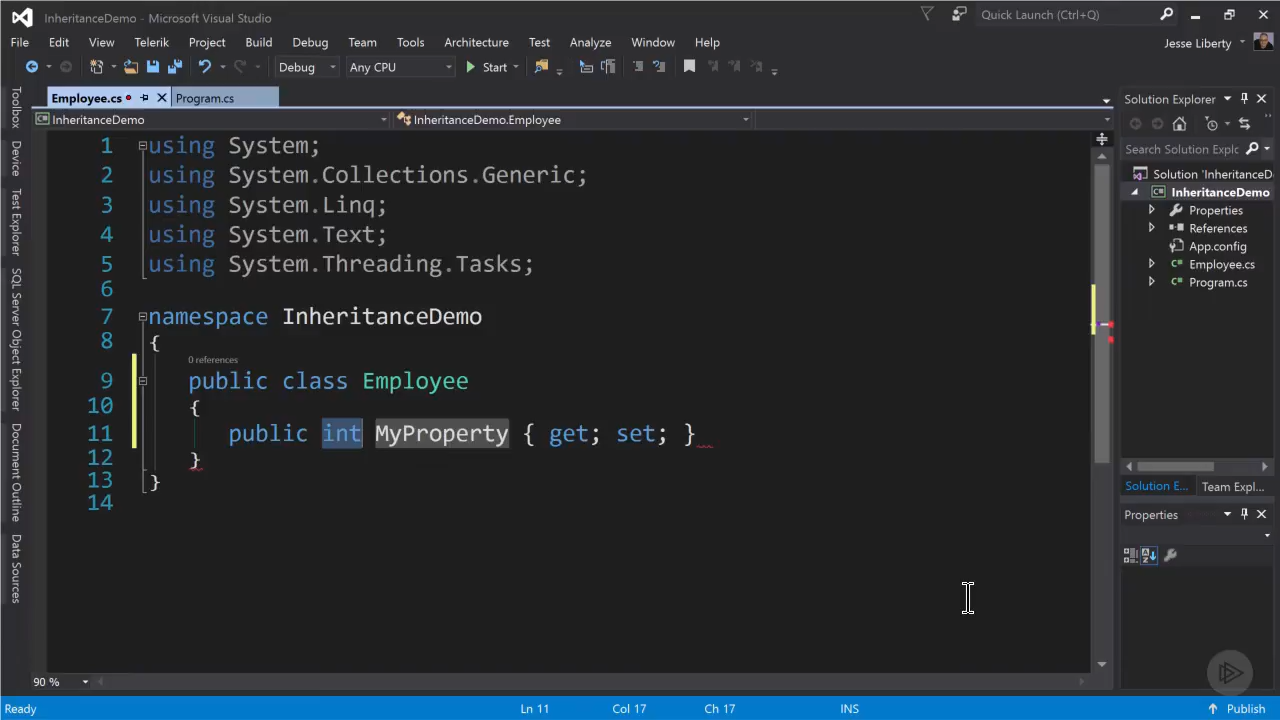 InheritanceDemo - Microsoft Visual Studio
Quick Launch (Ctrl+Q)
File Edit View Telerik Project Build Debug Team Tools Architecture Test Analyze Window Help
Jesse Liberty
Debug Any CPU Start
Employee.cs Program.cs
InheritanceDemo InheritanceDemo.Employee
1 using System;
2 using System.Collections.Generic;
3 using System.Linq;
4 using System.Text;
5 using System.Threading.Tasks;
6
7 namespace InheritanceDemo
8 {
0 references
9 public class Employee
10 {
11 public int MyProperty { get; set; }
12 }
13 }
14
90 %
Toolbox
Device
Test Explorer
SQL Server Object Explorer
Document Outline
Data Sources
Solution Explorer
Search Solution Explo
Solution 'InheritanceD
InheritanceDemo
Properties
References
App.config
Employee.cs
Program.cs
Solution E... Team Expl...
Properties
Ready Ln 11 Col 17 Ch 17 INS Publish